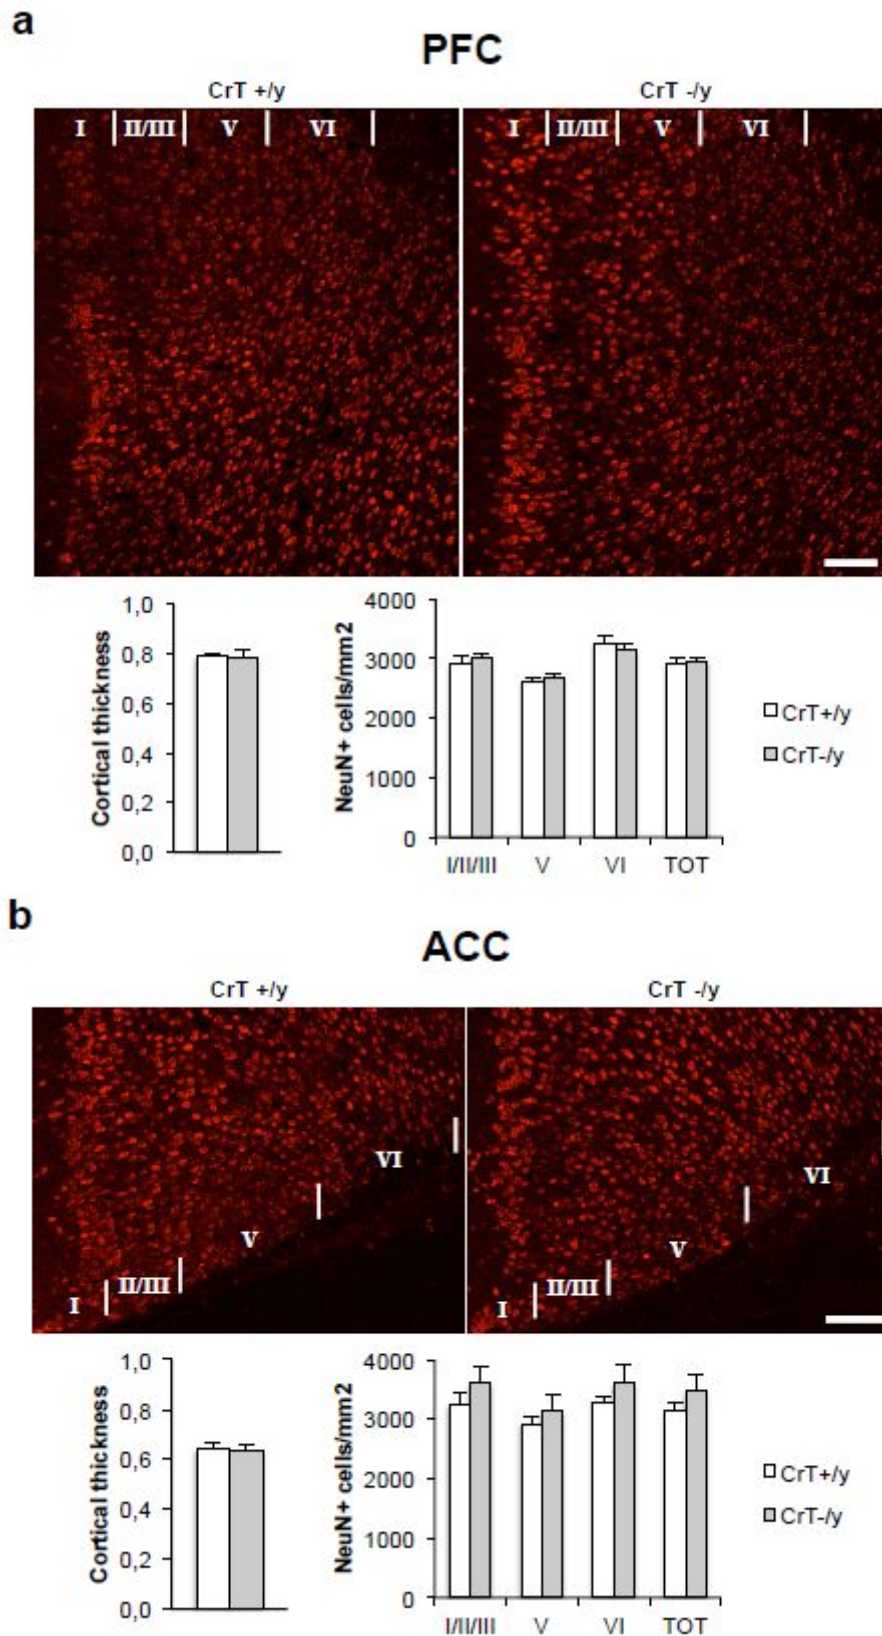 a
PFC
CrT +/y
CrT -/y
I II/III V VI
I II/III V VI
Cortical thickness
1,0
0,8
0,6
0,4
0,2
0,0
NeuN+ cells/mm2
4000
3000
2000
1000
0
I/II/III V VI TOT
CrT+/y
CrT-/y
b
ACC
CrT +/y
CrT -/y
I II/III V VI
I II/III V VI
Cortical thickness
1,0
0,8
0,6
0,4
0,2
0,0
NeuN+ cells/mm2
4000
3000
2000
1000
0
I/II/III V VI TOT
CrT+/y
CrT-/y